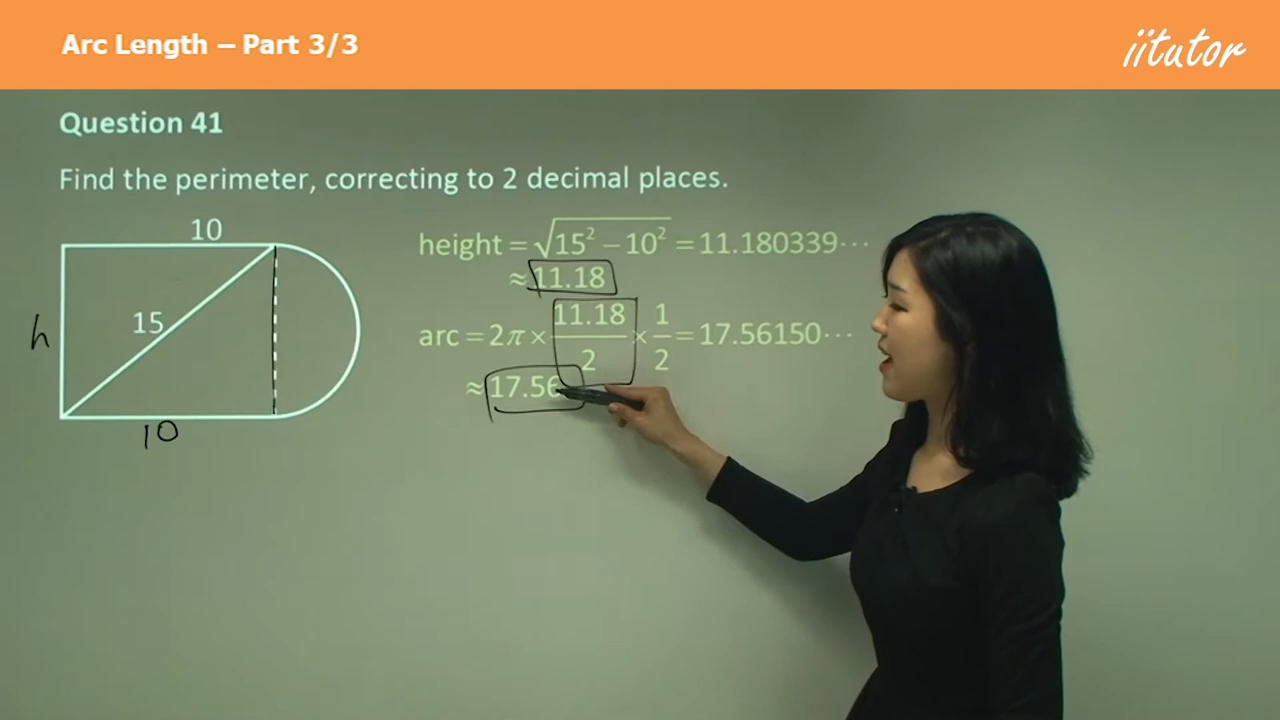 Arc Length – Part 3/3
iitutor
Question 41
Find the perimeter, correcting to 2 decimal places.
10
h
15
10
height = √(15² − 10²) = 11.180339···
≈ 11.18
arc = 2π × 11.18/2 × 1/2 = 17.56150···
≈ 17.56